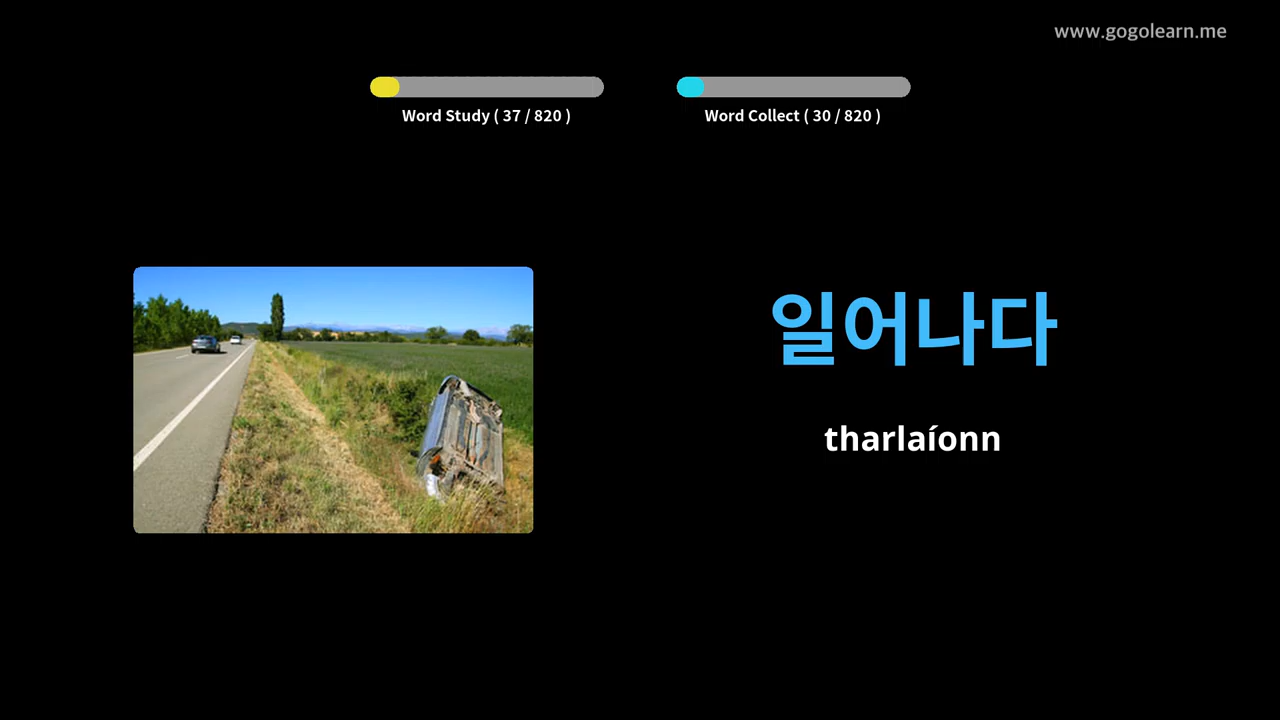 www.gogolearn.me
Word Study ( 37 / 820 )
Word Collect ( 30 / 820 )
일어나다
tharlaíonn